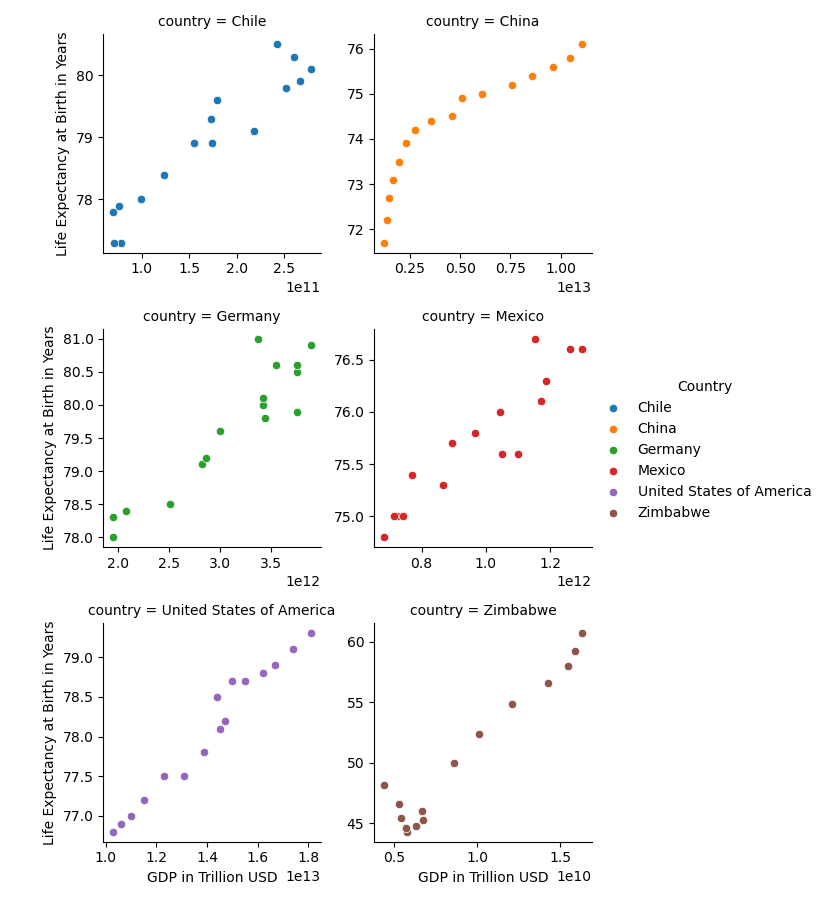 country = Chile
country = China
Life Expectancy at Birth in Years
80
79
78
1.0 1.5 2.0 2.5
1e11
76
75
74
73
72
0.25 0.50 0.75 1.00
1e13
country = Germany
country = Mexico
Life Expectancy at Birth in Years
81.0
80.5
80.0
79.5
79.0
78.5
78.0
2.0 2.5 3.0 3.5
1e12
76.5
76.0
75.5
75.0
0.8 1.0 1.2
1e12
Country
Chile
China
Germany
Mexico
United States of America
Zimbabwe
country = United States of America
country = Zimbabwe
Life Expectancy at Birth in Years
79.0
78.5
78.0
77.5
77.0
1.0 1.2 1.4 1.6 1.8
GDP in Trillion USD 1e13
60
55
50
45
0.5 1.0 1.5
GDP in Trillion USD 1e10